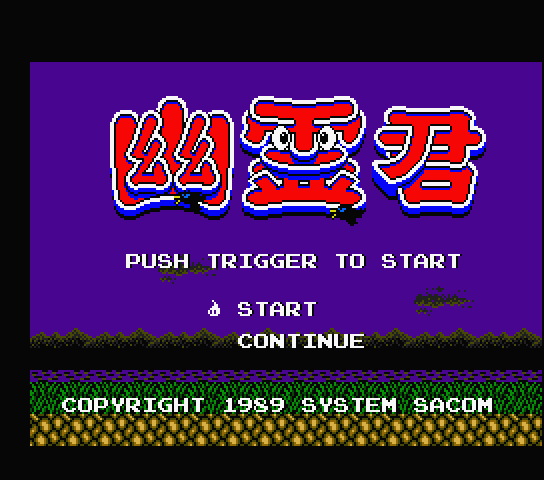 幽霊君
PUSH TRIGGER TO START
START
CONTINUE
COPYRIGHT 1989 SYSTEM SACOM